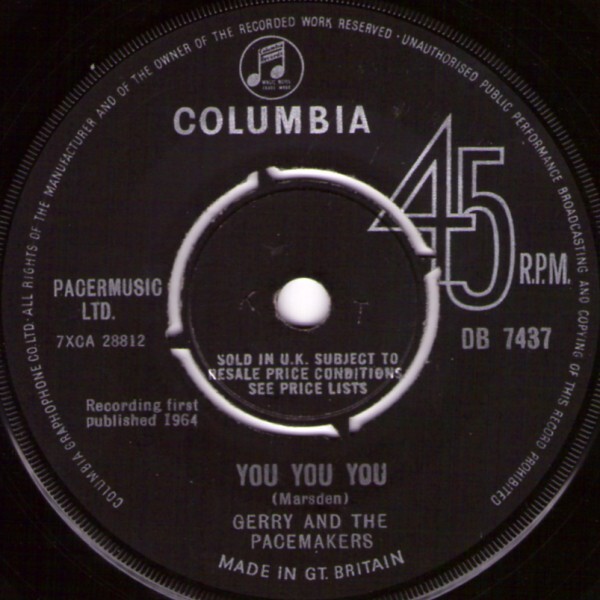 COLUMBIA GRAPHOPHONE CO. LTD. · ALL RIGHTS OF THE MANUFACTURER AND OF THE OWNER OF THE RECORDED WORK RESERVED · UNAUTHORISED PUBLIC PERFORMANCE BROADCASTING AND COPYING OF THIS RECORD PROHIBITED
COLUMBIA
45
R.P.M.
PACERMUSIC
LTD.
7XCA 28812
DB 7437
SOLD IN U.K. SUBJECT TO
RESALE PRICE CONDITIONS
SEE PRICE LISTS
Recording first
published 1964
YOU YOU YOU
(Marsden)
GERRY AND THE
PACEMAKERS
MADE IN GT. BRITAIN